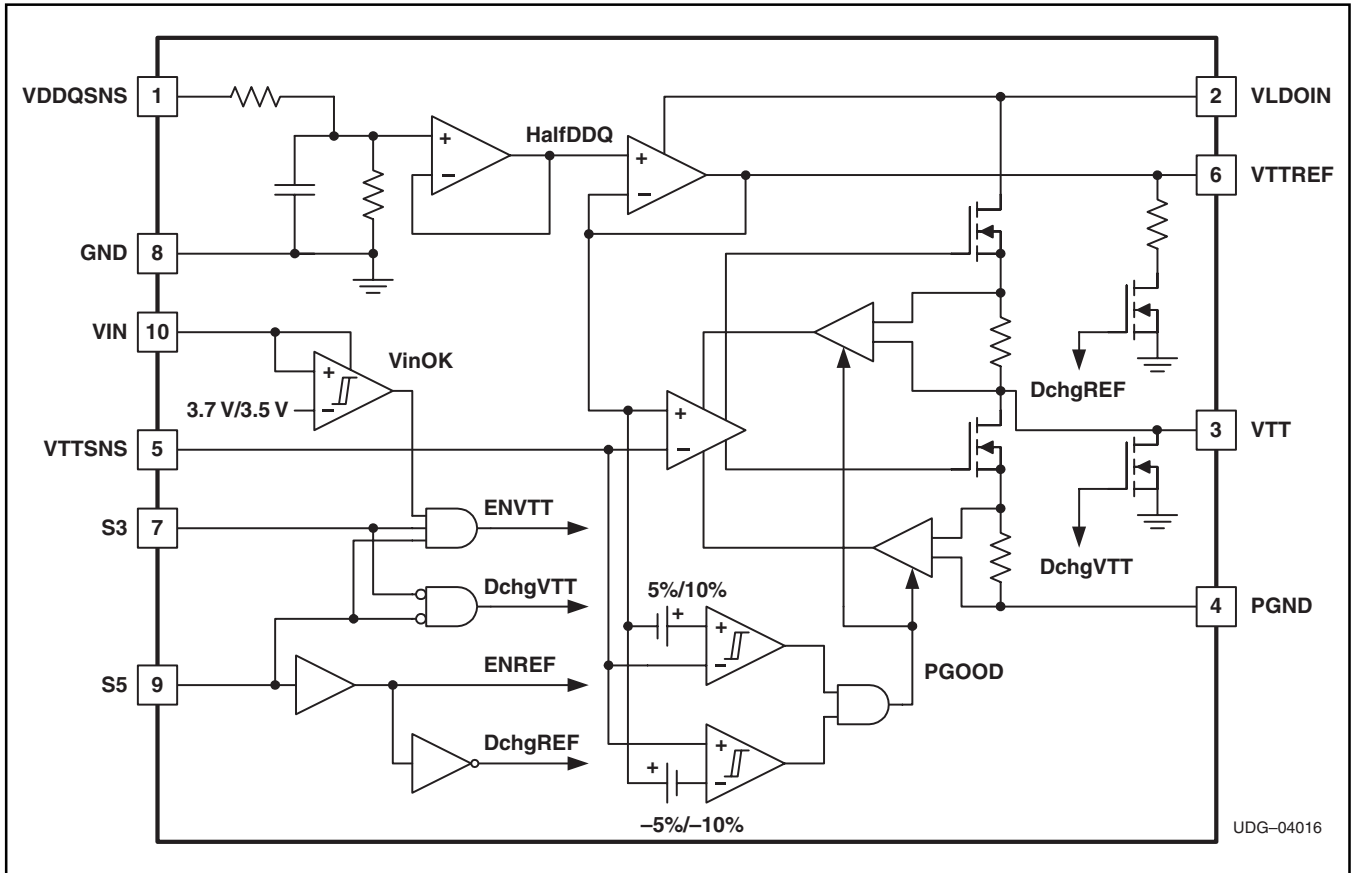 VDDQSNS 1
2 VLDOIN
HalfDDQ
+
−
+
−
6 VTTREF
GND 8
VIN 10
VinOK
+
−
3.7 V/3.5 V
DchgREF
VTTSNS 5
+
−
3 VTT
S3 7
ENVTT
DchgVTT
DchgVTT
5%/10%
+
+
−
4 PGND
S5 9
ENREF
PGOOD
DchgREF
+
+
−
–5%/–10%
UDG–04016